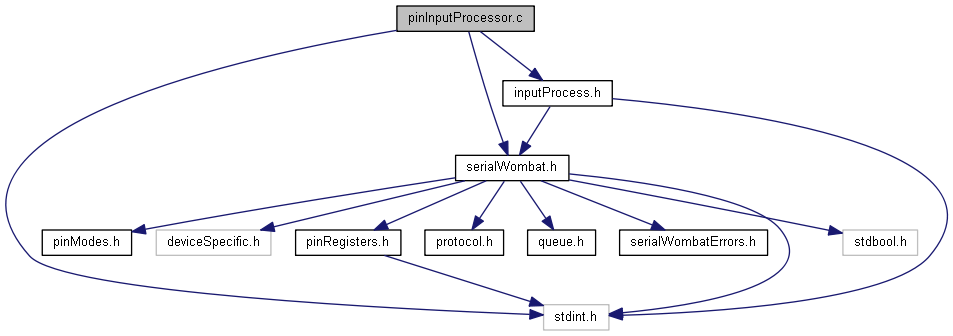 pinInputProcessor.c
inputProcess.h
serialWombat.h
pinModes.h
deviceSpecific.h
pinRegisters.h
protocol.h
queue.h
serialWombatErrors.h
stdbool.h
stdint.h